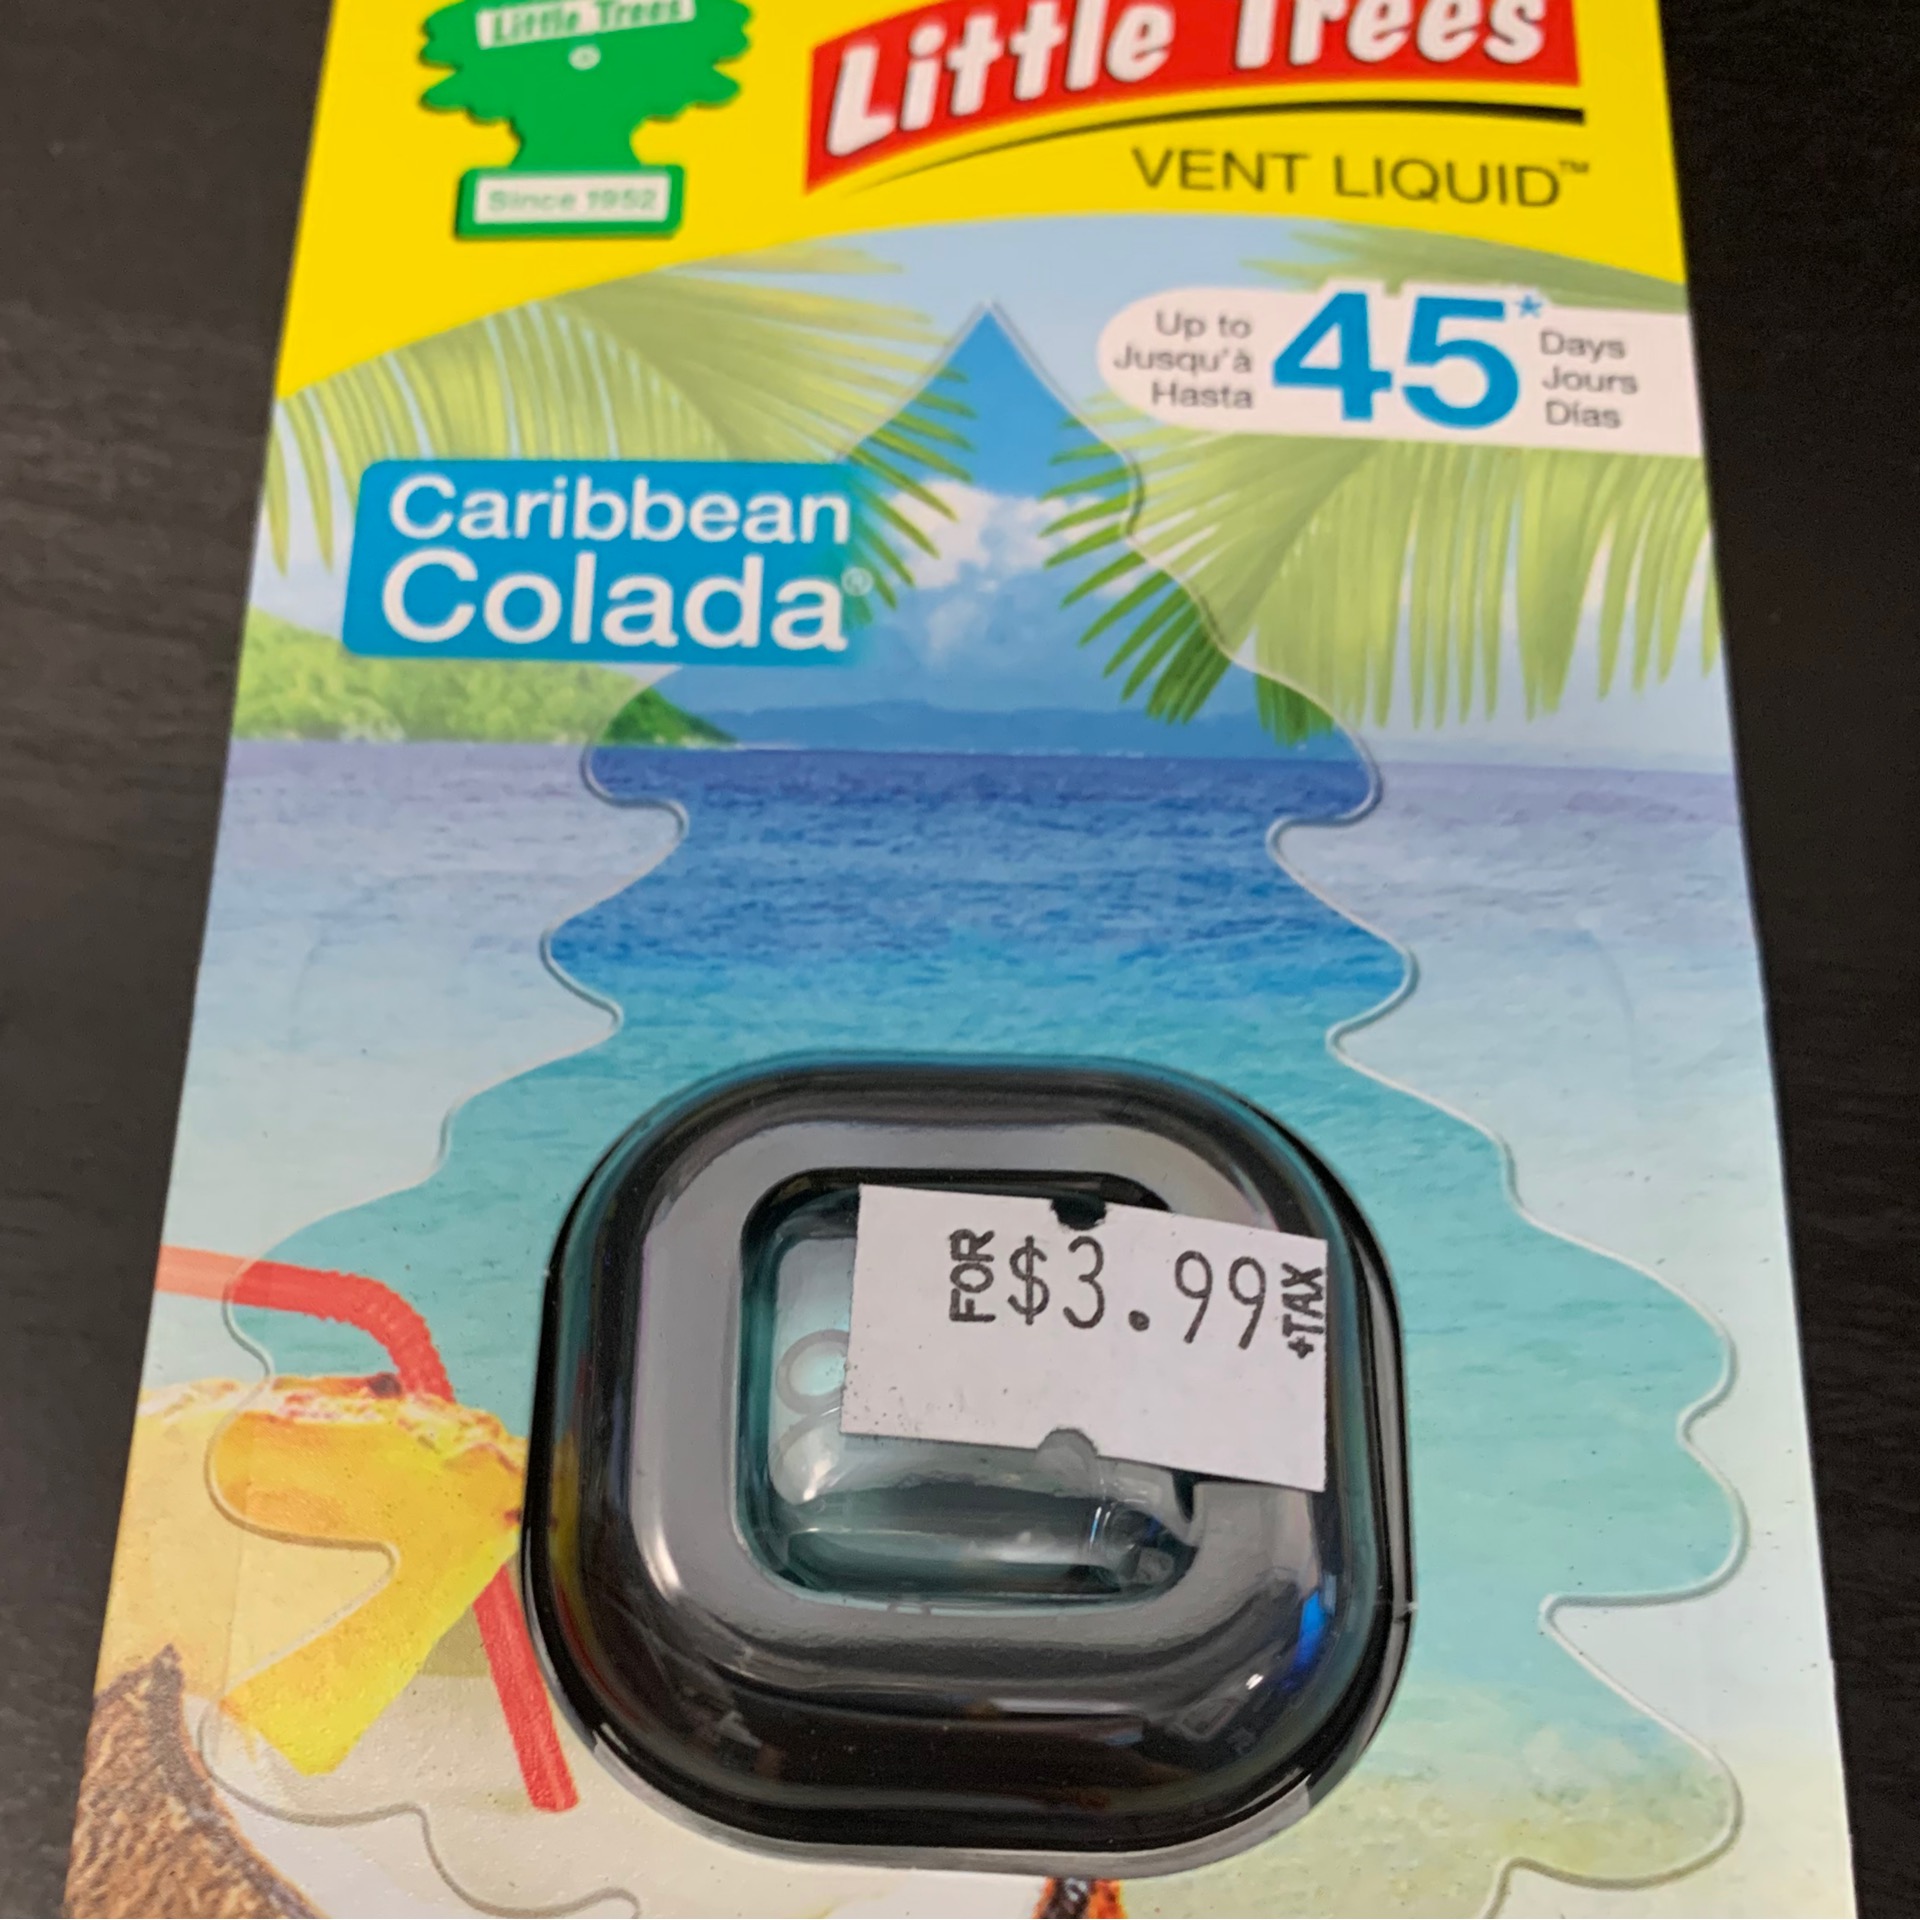 Little Trees
Since 1952
Little Trees
VENT LIQUID™
Up to
Jusqu'à
Hasta
45*
Days
Jours
Días
Caribbean
Colada®
FOR $3.99 +TAX